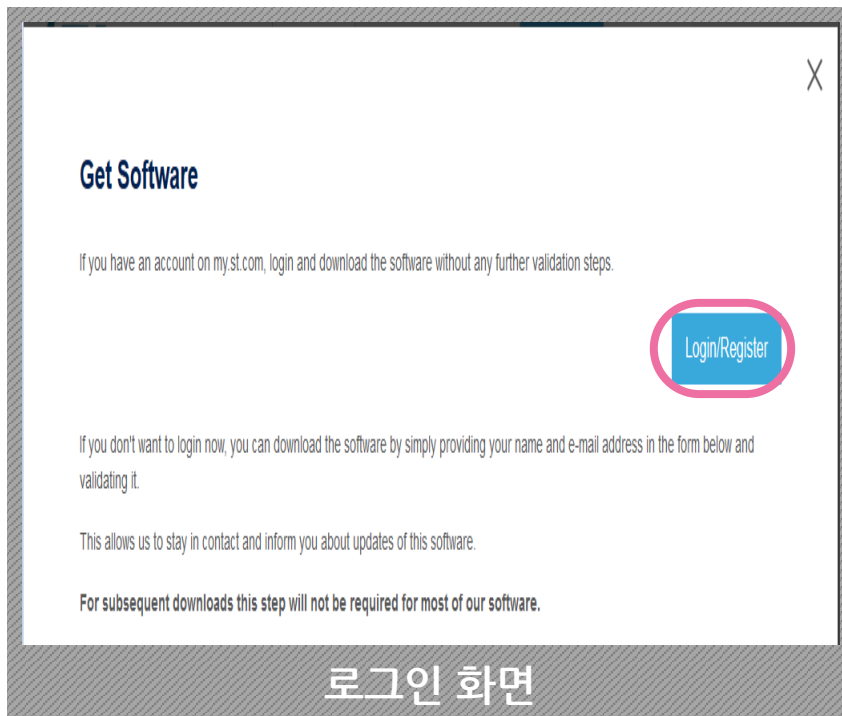 X
Get Software
If you have an account on my.st.com, login and download the software without any further validation steps.
Login/Register
If you don't want to login now, you can download the software by simply providing your name and e-mail address in the form below and
validating it.
This allows us to stay in contact and inform you about updates of this software.
For subsequent downloads this step will not be required for most of our software.
로그인 화면